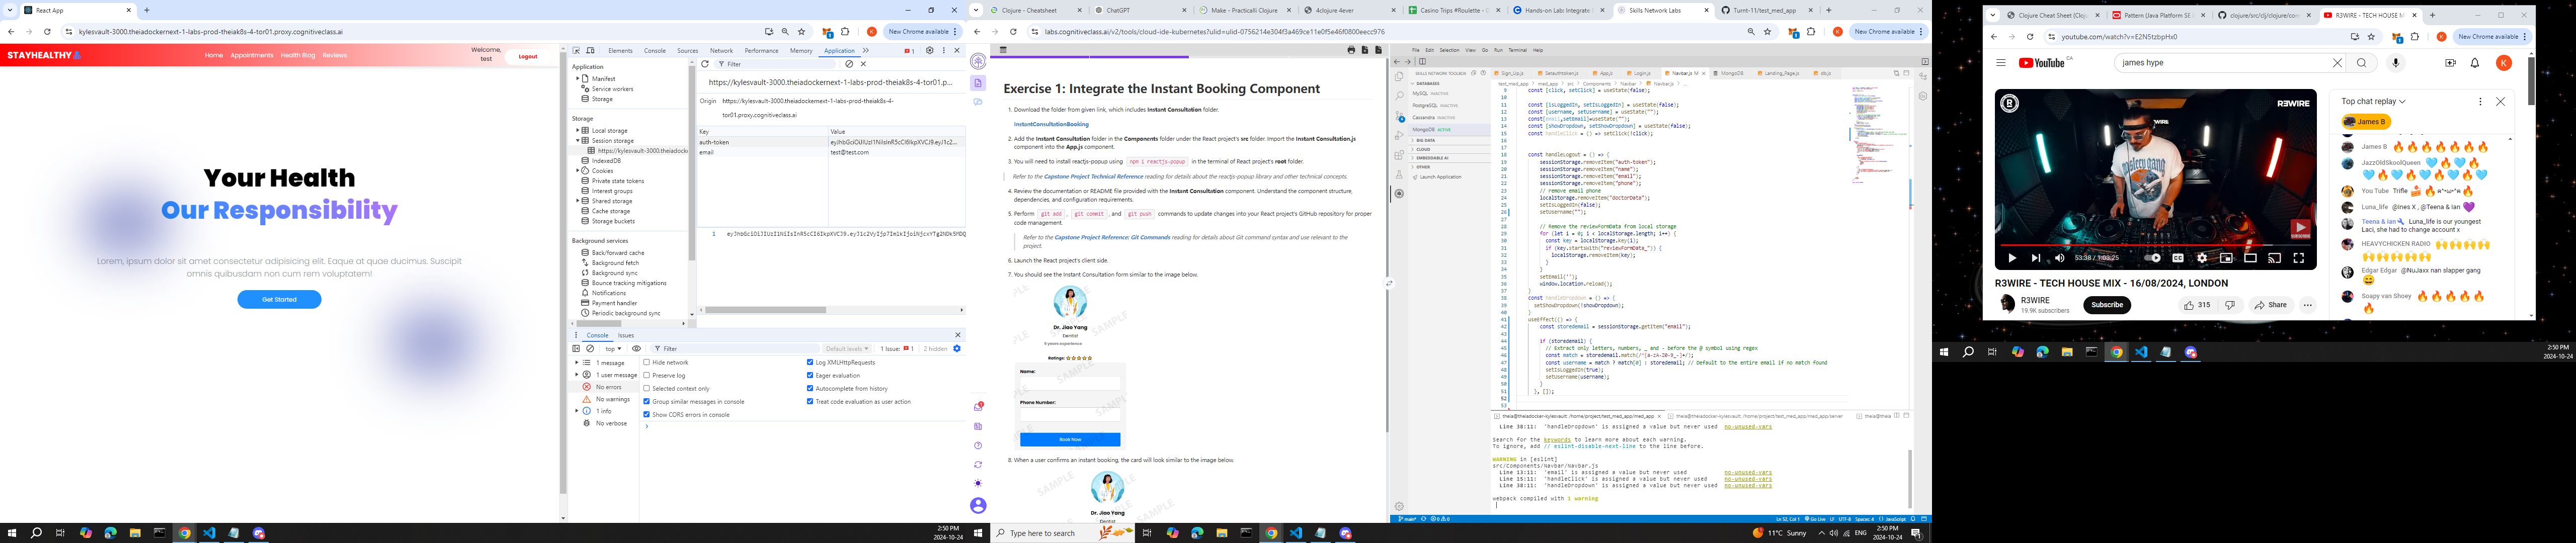 React App
kylesvault-3000.theiadockernext-1-labs-prod-theiak8s-4-tor01.proxy.cognitiveclass.ai
New Chrome available
STAYHEALTHY
Home Appointments Health Blog Reviews
Welcome, test
Logout
Your Health
Our Responsibility
Lorem, ipsum dolor sit amet consectetur adipisicing elit. Eaque at quae ducimus. Suscipit
omnis quibusdam non cum rem voluptatem!
Get Started
Elements Console Sources Network Performance Memory Application
1
Application
Manifest
Service workers
Storage
Storage
Local storage
Session storage
https://kylesvault-3000.theiadocke
IndexedDB
Cookies
Private state tokens
Interest groups
Shared storage
Cache storage
Storage buckets
Background services
Back/forward cache
Background fetch
Background sync
Bounce tracking mitigations
Notifications
Payment handler
Periodic background sync
Filter
https://kylesvault-3000.theiadockernext-1-labs-prod-theiak8s-4-tor01.p...
Origin https://kylesvault-3000.theiadockernext-1-labs-prod-theiak8s-4-
tor01.proxy.cognitiveclass.ai
Key Value
auth-token
email test@test.com
Console Issues
top Filter Default levels 1 Issue: 1 2 hidden
1 message
1 user message
No errors
No warnings
1 info
No verbose
Hide network
Preserve log
Selected context only
Group similar messages in console
Show CORS errors in console
Log XMLHttpRequests
Eager evaluation
Autocomplete from history
Treat code evaluation as user action
2:50 PM
2024-10-24
Clojure - Cheatsheet ChatGPT Make - Practicalli Clojure 4clojure 4ever Casino Trips #Roulette - Hands-on Lab: Integrate Skills Network Labs Turnt-11/test_med_app
New Chrome available
Exercise 1: Integrate the Instant Booking Component
1. Download the folder from given link, which includes Instant Consultation folder.
InstantConsultationBooking
2. Add the Instant Consultation folder in the Components folder under the React project's src folder. Import the Instant Consultation.js
component into the App.js component.
3. You will need to install reactjs-popup using npm i reactjs-popup in the terminal of React project's root folder.
Refer to the Capstone Project Technical Reference reading for details about the reactjs-popup library and other technical concepts.
4. Review the documentation or README file provided with the Instant Consultation component. Understand the component structure,
dependencies, and configuration requirements.
5. Perform git add, git commit, and git push commands to update changes into your React project's GitHub repository for proper
code management.
Refer to the Capstone Project Reference: Git Commands reading for details about Git command syntax and use relevant to the
project.
6. Launch the React project's client side.
7. You should see the Instant Consultation form similar to the image below.
SAMPLE
Dr. Jiao Yang
Dentist
9 years experience
Ratings:
Name:
Phone Number:
Book Now
8. When a user confirms an instant booking, the card will look similar to the image below.
Dr. Jiao Yang
Dentist
File Edit Selection View Go Run Terminal Help
SKILLS NETWORK TOOLBOX
DATABASES
MySQL INACTIVE
PostgreSQL INACTIVE
Cassandra INACTIVE
MongoDB ACTIVE
BIG DATA
CLOUD
EMBEDDABLE AI
OTHER
Launch Application
Sign_Up.js App.js Login.js Navbar.js M MongoDB Landing_Page.js db.js
test_med_app > med_app > src > Components > Navbar > Navbar.js > ...
const [click, setClick] = useState(false);
const [isLoggedIn, setIsLoggedIn] = useState(false);
const [username, setUsername] = useState("");
const[email,setEmail]=useState("");
const [showDropdown, setShowDropdown] = useState(false);
const handleClick = () => setClick(!click);
const handleLogout = () => {
sessionStorage.removeItem("auth-token");
sessionStorage.removeItem("name");
sessionStorage.removeItem("email");
sessionStorage.removeItem("phone");
// remove email phone
localStorage.removeItem("doctorData");
setIsLoggedIn(false);
setUsername("");
// Remove the reviewFormData from local storage
for (let i = 0; i < localStorage.length; i++) {
const key = localStorage.key(i);
if (key.startsWith("reviewFormData_")) {
localStorage.removeItem(key);
}
}
setEmail('');
window.location.reload();
}
const handleDropdown = () => {
setShowDropdown(!showDropdown);
}
useEffect(() => {
const storedemail = sessionStorage.getItem("email");
if (storedemail) {
// Extract only letters, numbers, _ and - before the @ symbol using regex
const match = storedemail.match(/^[a-zA-Z0-9_-]+/);
const username = match ? match[0] : storedemail; // Default to the entire email if no match found
setIsLoggedIn(true);
setUsername(username);
}
}, []);
Line 38:11: 'handleDropdown' is assigned a value but never used no-unused-vars
Search for the keywords to learn more about each warning.
To ignore, add // eslint-disable-next-line to the line before.
WARNING in [eslint]
src/Components/Navbar/Navbar.js
Line 13:11: 'email' is assigned a value but never used no-unused-vars
Line 15:11: 'handleClick' is assigned a value but never used no-unused-vars
Line 38:11: 'handleDropdown' is assigned a value but never used no-unused-vars
webpack compiled with 1 warning
main* Ln 52, Col 1 Go Live LF UTF-8 Spaces: 4 JavaScript
Type here to search
11°C Sunny
ENG
2:50 PM
2024-10-24
Clojure Cheat Sheet (Cloj Pattern (Java Platform SE R3WIRE - TECH HOUSE M
youtube.com/watch?v=E2N5tzbpHx0
New Chrome available
YouTube CA
james hype
R3WIRE
53:38 / 1:03:25
R3WIRE - TECH HOUSE MIX - 16/08/2024, LONDON
R3WIRE
19.9K subscribers
Subscribe
315
Share
Top chat replay
James B
James B 🔥🔥🔥🔥🔥🔥🔥🔥
JazzOldSkoolQueen
You Tube Trifle
Luna_life @Ines X , @Teena & Ian 💜
Teena & Ian Luna_life is our youngest
Laci, she had to change account x
HEAVYCHICKEN RADIO
Edgar Edgar @NuJaxx nan slapper gang
Soapy van Shoey
2:50 PM
2024-10-24